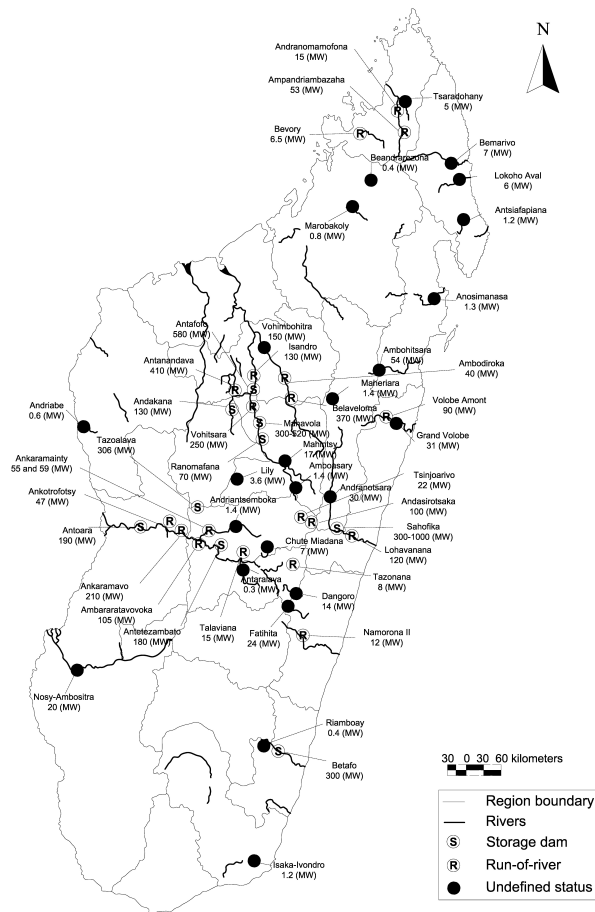 Andranomamofona
15 (MW)
N
Ampandriambazaha
53 (MW)
Tsaradohany
5 (MW)
Bevory
6.5 (MW)
Bemarivo
7 (MW)
Beandrarezona
0.4 (MW)
Lokoho Aval
6 (MW)
Antsiafapiana
1.2 (MW)
Marobakoly
0.8 (MW)
Anosimanasa
1.3 (MW)
Antafofo
580 (MW)
Vohimbohitra
150 (MW)
Isandro
130 (MW)
Ambohitsara
54 (MW)
Antanandava
410 (MW)
Ambodiroka
40 (MW)
Maheriara
1.4 (MW)
Andakana
130 (MW)
Belaveloma
370 (MW)
Volobe Amont
90 (MW)
Andriabe
0.6 (MW)
Mahavola
300-520 (MW)
Vohitsara
250 (MW)
Grand Volobe
31 (MW)
Tazoalava
306 (MW)
Mahiritsy
17 (MW)
Ranomafana
70 (MW)
Lily
3.6 (MW)
Amboasary
1.4 (MW)
Ankaramainty
55 and 59 (MW)
Tsinjoarivo
22 (MW)
Andriantsemboka
1.4 (MW)
Andranotsara
30 (MW)
Andasirotsaka
100 (MW)
Ankotrofotsy
47 (MW)
Sahofika
300-1000 (MW)
Antoara
190 (MW)
Chute Miadana
7 (MW)
Lohavanana
120 (MW)
Ankaramavo
210 (MW)
Antaralava
0.3 (MW)
Tazonana
8 (MW)
Ambararatavovoka
105 (MW)
Dangoro
14 (MW)
Antetezambato
180 (MW)
Talaviana
15 (MW)
Fatihita
24 (MW)
Namorona II
12 (MW)
Nosy-Ambositra
20 (MW)
Riamboay
0.4 (MW)
Betafo
300 (MW)
30 0 30 60 kilometers
Isaka-Ivondro
1.2 (MW)
Region boundary
Rivers
S Storage dam
R Run-of-river
Undefined status